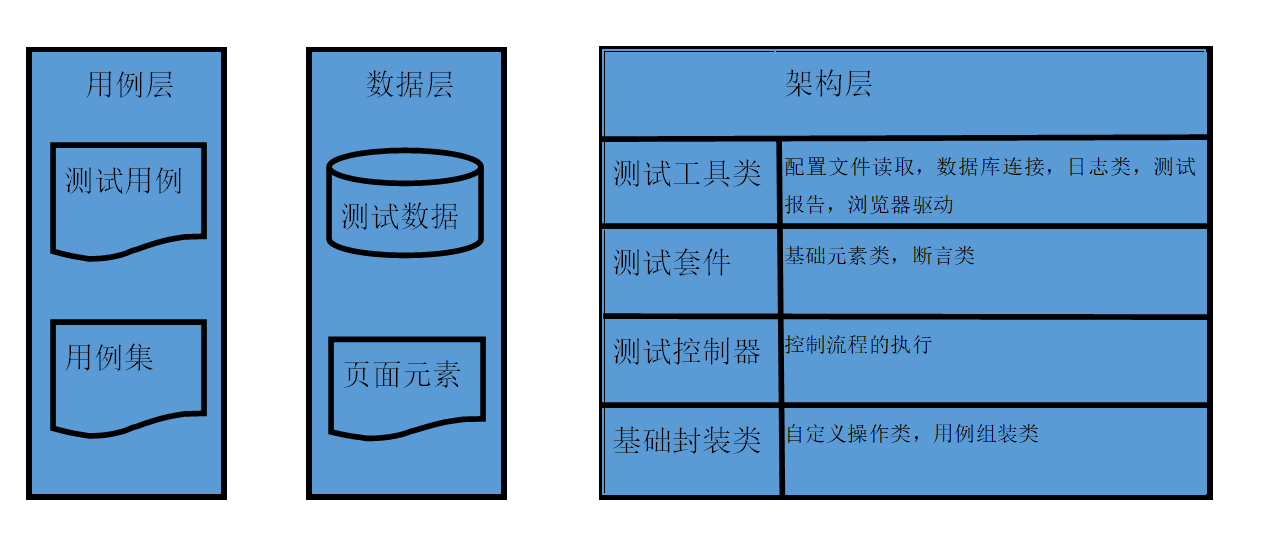 用例层
测试用例
用例集
数据层
测试数据
页面元素
架构层
测试工具类
配置文件读取，数据库连接，日志类，测试
报告，浏览器驱动
测试套件
基础元素类，断言类
测试控制器
控制流程的执行
基础封装类
自定义操作类，用例组装类